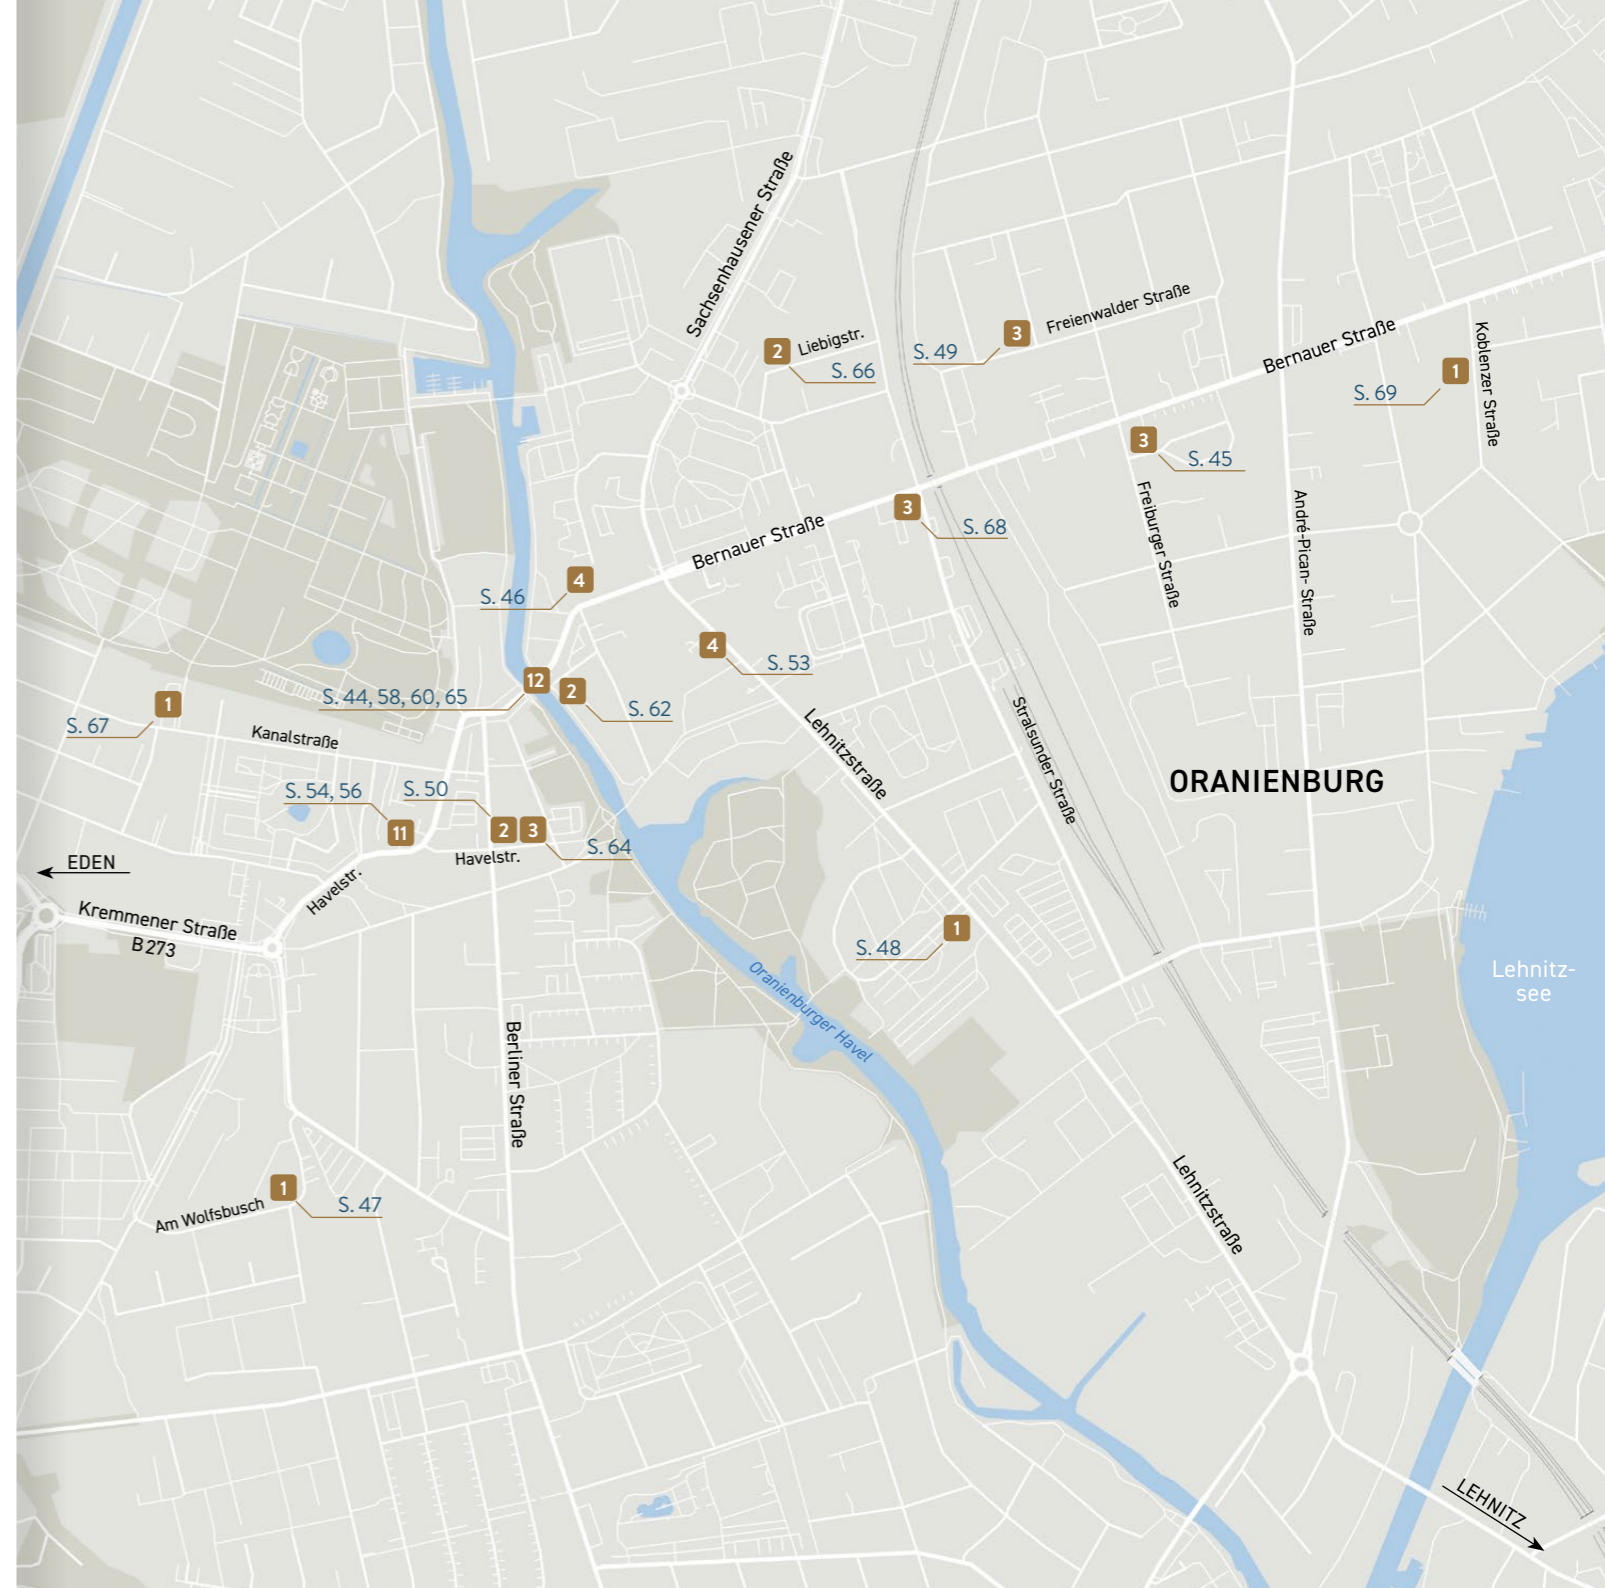 Sachsenhausener Straße
2
Liebigstr.
S. 66
3
Freienwalder Straße
S. 49
Bernauer Straße
1
S. 69
Koblenzer Straße
3
S. 45
Freiburger Straße
André-Pican- Straße
3
S. 68
Bernauer Straße
4
S. 46
4
S. 53
12
S. 44, 58, 60, 65
2
S. 62
1
S. 67
Kanalstraße
Lehnitzstraße
Stralsunder Straße
ORANIENBURG
S. 54, 56
11
S. 50
2
3
S. 64
Havelstr.
EDEN
Havelstr.
Kremmener Straße
B 273
1
S. 48
Oranienburger Havel
Lehnitz-
see
Berliner Straße
Am Wolfsbusch
1
S. 47
Lehnitzstraße
LEHNITZ